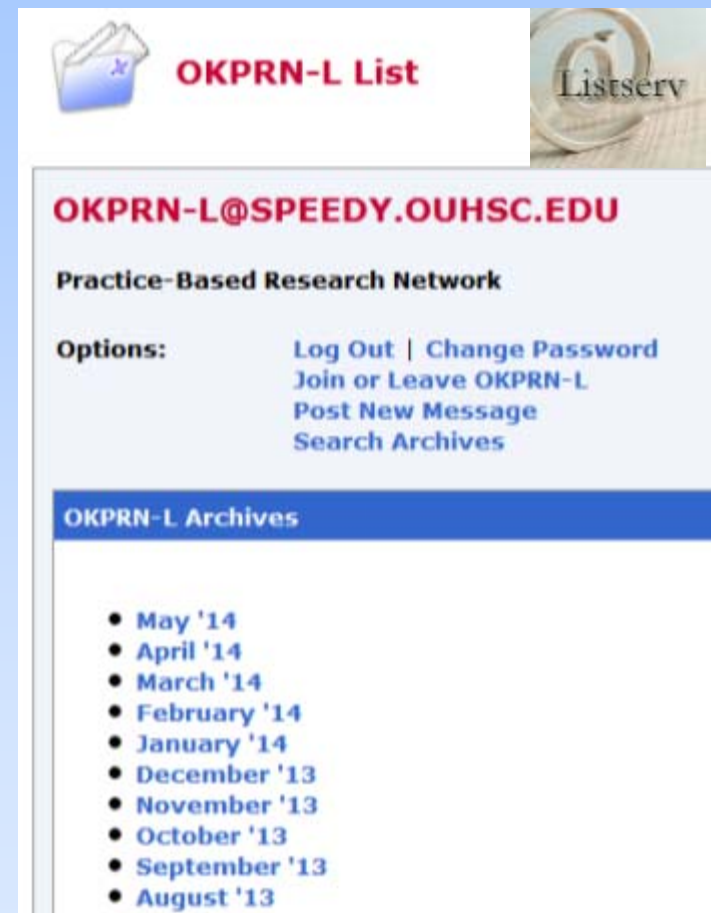 OKPRN-L List
Listserv
OKPRN-L@SPEEDY.OUHSC.EDU
Practice-Based Research Network
Options: Log Out | Change Password
Join or Leave OKPRN-L
Post New Message
Search Archives
OKPRN-L Archives
• May '14
• April '14
• March '14
• February '14
• January '14
• December '13
• November '13
• October '13
• September '13
• August '13